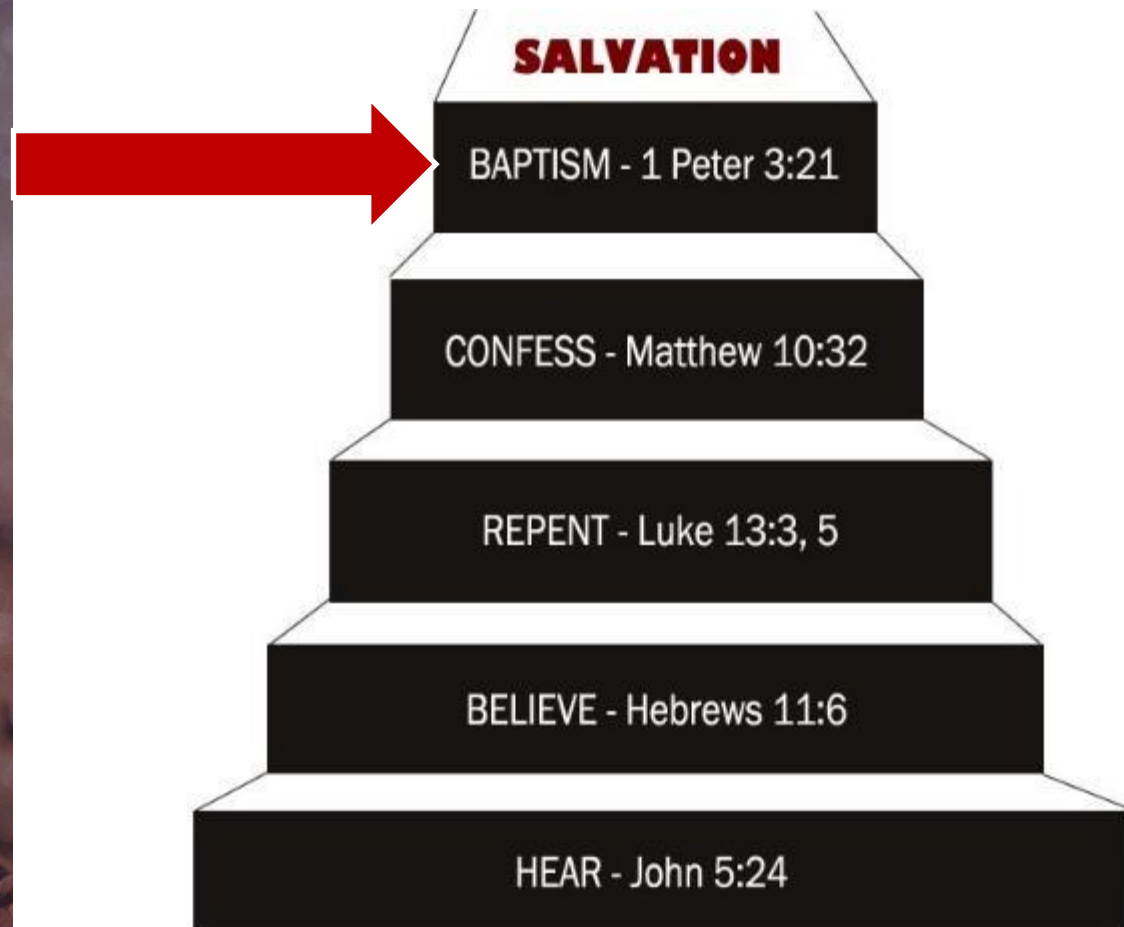 SALVATION
BAPTISM - 1 Peter 3:21
CONFESS - Matthew 10:32
REPENT - Luke 13:3, 5
BELIEVE - Hebrews 11:6
HEAR - John 5:24